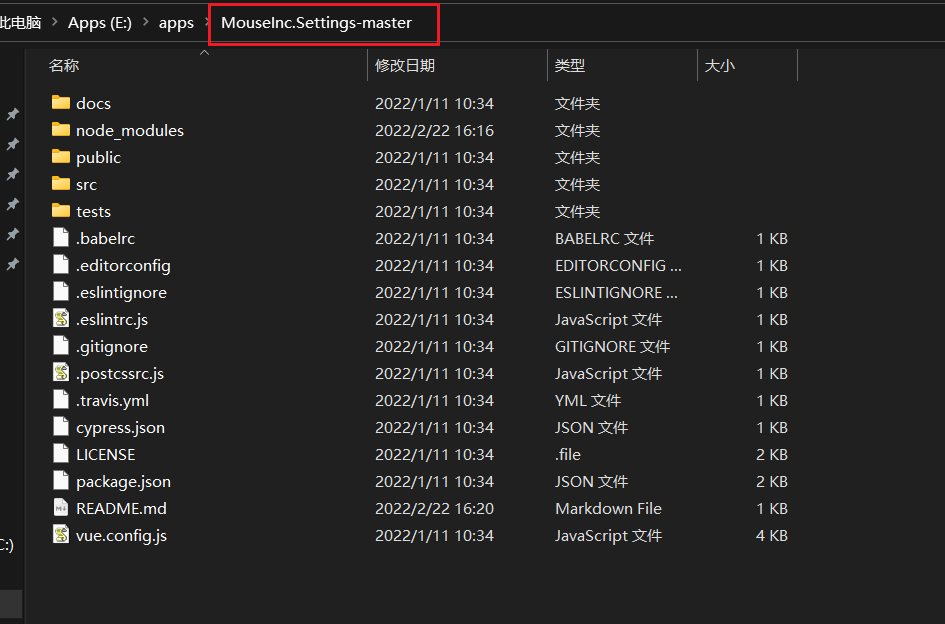 此电脑 > Apps (E:) > apps > MouseInc.Settings-master
名称 修改日期 类型 大小
docs 2022/1/11 10:34 文件夹
node_modules 2022/2/22 16:16 文件夹
public 2022/1/11 10:34 文件夹
src 2022/1/11 10:34 文件夹
tests 2022/1/11 10:34 文件夹
.babelrc 2022/1/11 10:34 BABELRC 文件 1 KB
.editorconfig 2022/1/11 10:34 EDITORCONFIG ... 1 KB
.eslintignore 2022/1/11 10:34 ESLINTIGNORE ... 1 KB
.eslintrc.js 2022/1/11 10:34 JavaScript 文件 1 KB
.gitignore 2022/1/11 10:34 GITIGNORE 文件 1 KB
.postcssrc.js 2022/1/11 10:34 JavaScript 文件 1 KB
.travis.yml 2022/1/11 10:34 YML 文件 1 KB
cypress.json 2022/1/11 10:34 JSON 文件 1 KB
LICENSE 2022/1/11 10:34 .file 2 KB
package.json 2022/1/11 10:34 JSON 文件 2 KB
README.md 2022/2/22 16:20 Markdown File 1 KB
vue.config.js 2022/1/11 10:34 JavaScript 文件 4 KB
C:)